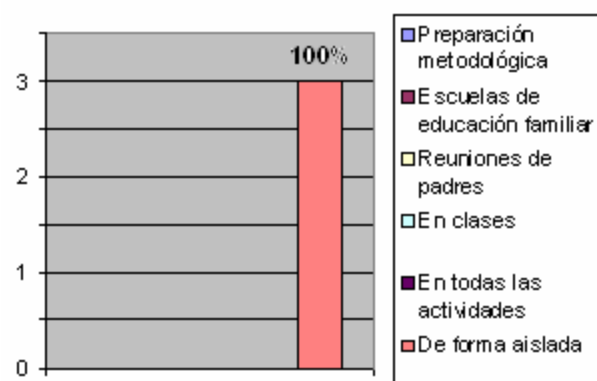 100%
3
2
1
0
Preparación
metodológica
Escuelas de
educación familiar
Reuniones de
padres
En clases
En todas las
actividades
De forma aislada